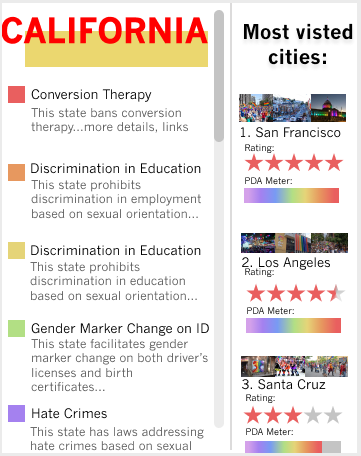 CALIFORNIA
Conversion Therapy
This state bans conversion
therapy...more details, links
Discrimination in Education
This state prohibits
discrimination in employment
based on sexual orientation...
Discrimination in Education
This state prohibits
discrimination in education
based on sexual orientation...
Gender Marker Change on ID
This state facilitates gender
marker change on both driver's
licenses and birth
certificates...
Hate Crimes
This state has laws addressing
hate crimes based on sexual
Most visted
cities:
1. San Francisco
Rating:
PDA Meter:
2. Los Angeles
Rating:
PDA Meter:
3. Santa Cruz
Rating:
PDA Meter: